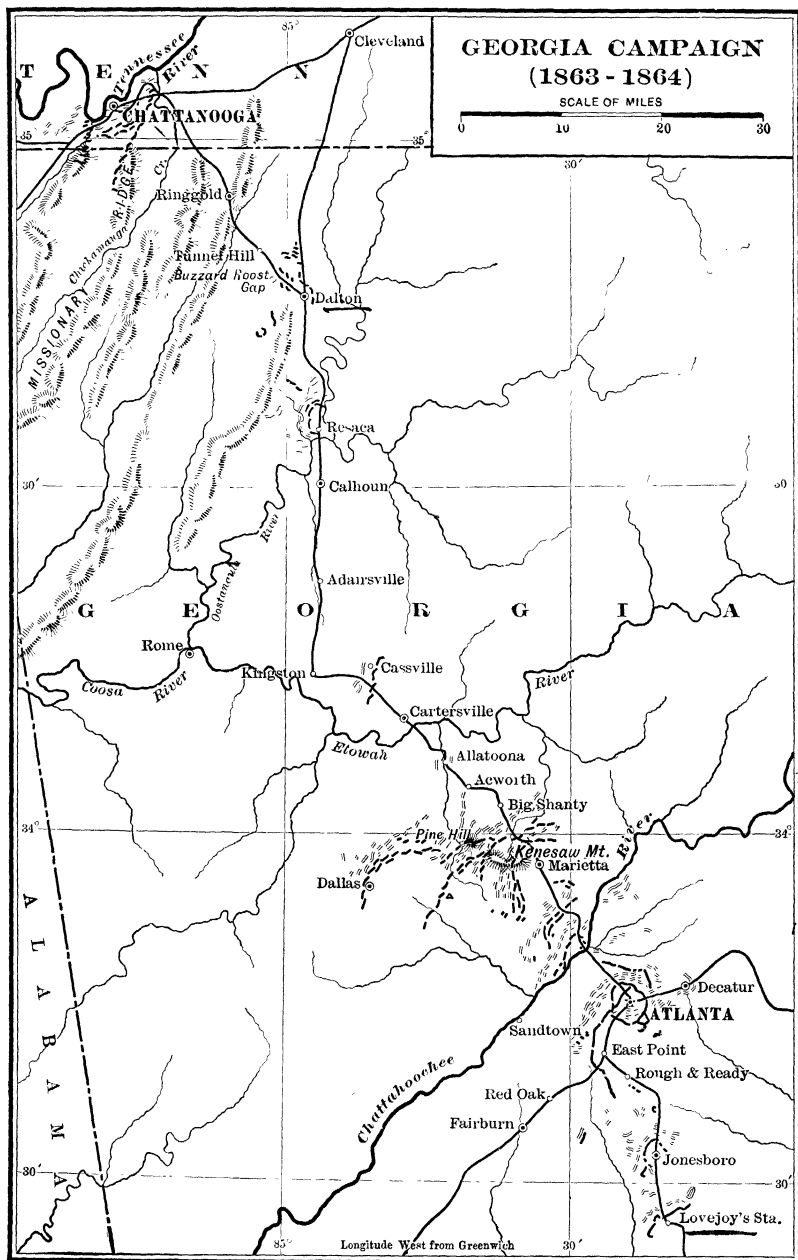 GEORGIA CAMPAIGN
(1863-1864)
SCALE OF MILES
0 10 20 30
85°
Cleveland
TENN
Tennessee
River
CHATTANOOGA
35
35°
30'
MISSIONARY RIDGE
Chickamauga Cr.
Ringgold
Tunnel Hill
Buzzard Roost
Gap
Dalton
Resaca
30'
30
Calhoun
Oostanaula River
Adairsville
GEORGIA
Rome
Kingston
Cassville
Coosa River
River
Cartersville
Etowah
Allatoona
Acworth
Big Shanty
34°
34°
Pine Hill
Kenesaw Mt.
River
Marietta
Dallas
ALABAMA
Decatur
ATLANTA
Sandtown
Chattahoochee
East Point
Rough & Ready
Red Oak
Fairburn
Jonesboro
30'
30'
Lovejoy's Sta.
85°
30'
Longitude West from Greenwich